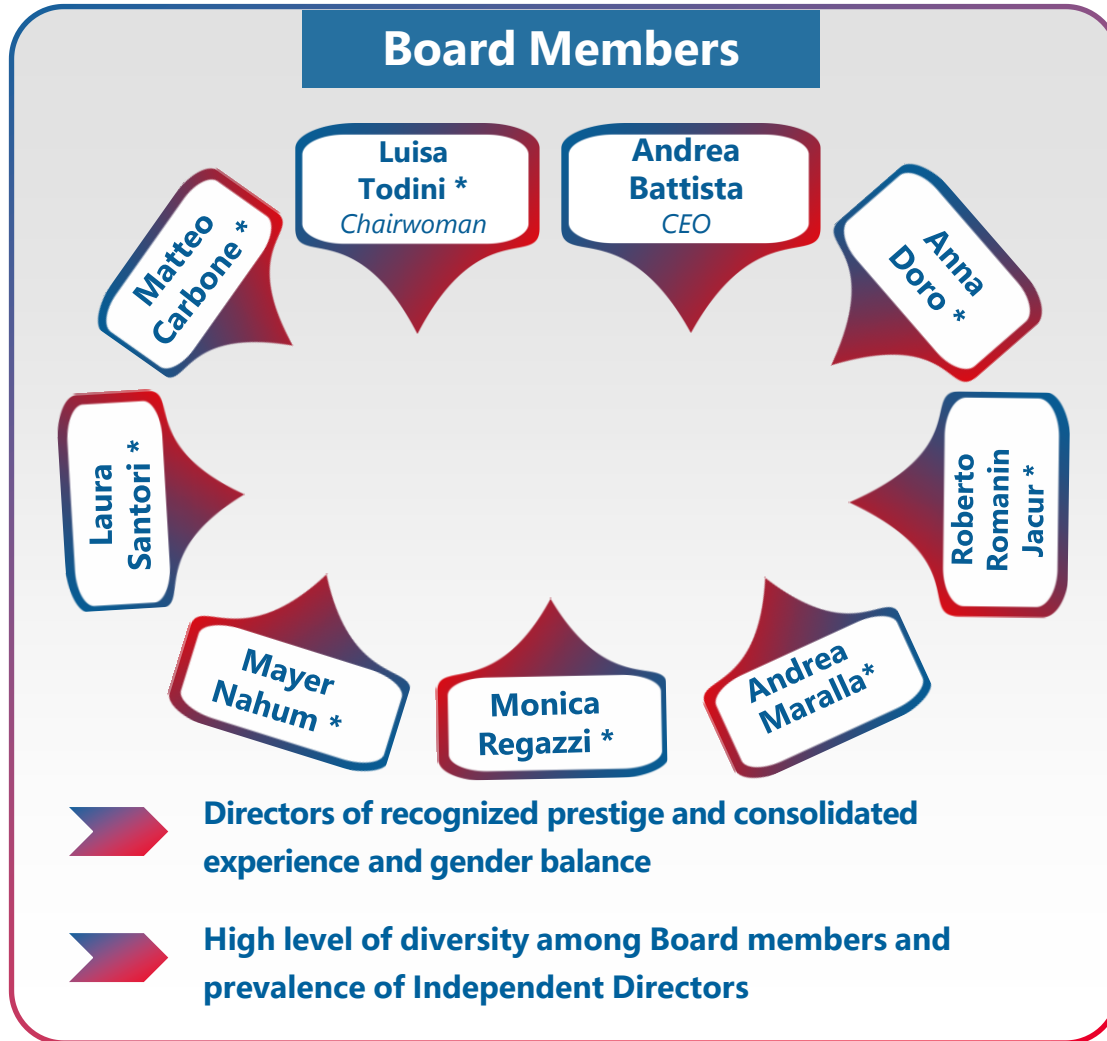 Board Members
Luisa
Todini *
Chairwoman
Andrea
Battista
CEO
Anna
Doro *
Roberto
Romanin
Jacur *
Andrea
Maralla*
Monica
Regazzi *
Mayer
Nahum *
Laura
Santori *
Matteo
Carbone *
Directors of recognized prestige and consolidated
experience and gender balance
High level of diversity among Board members and
prevalence of Independent Directors